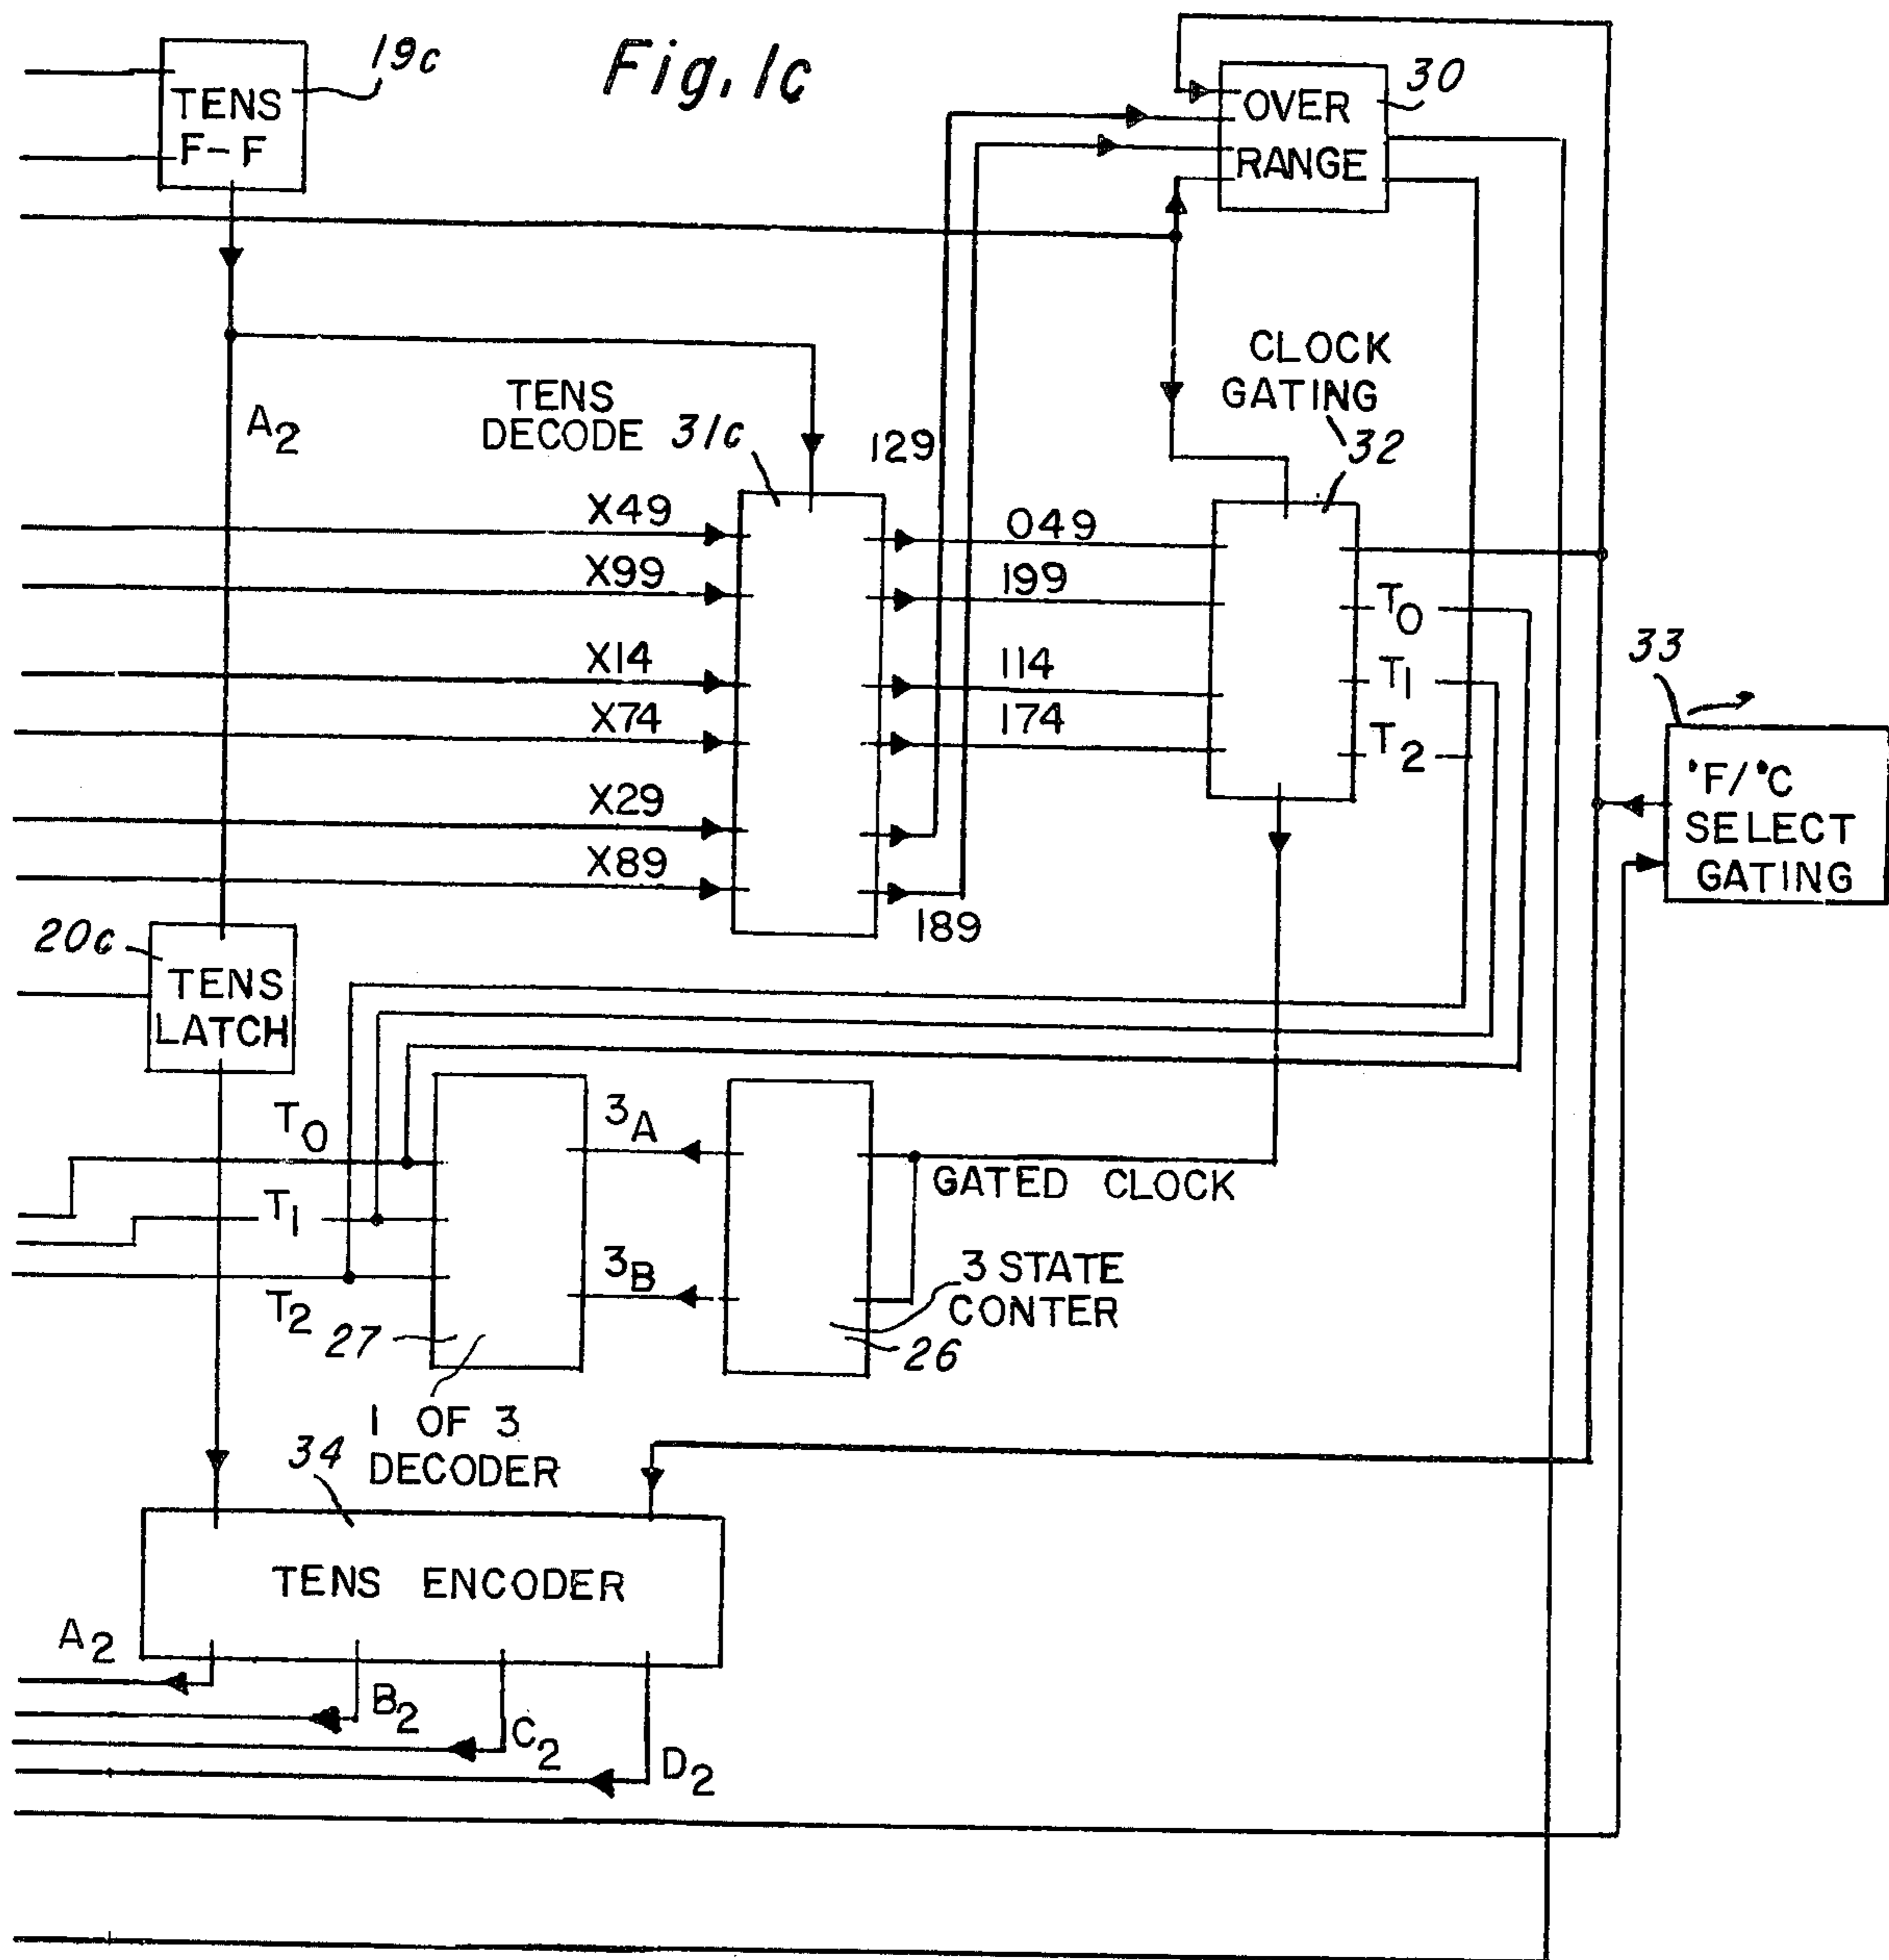 Fig. 1c
19c
TENS
F-F
30
OVER
RANGE
CLOCK
GATING
32
A2
TENS
DECODE 31c
129
X49
X99
X14
X74
X29
X89
049
199
114
174
189
T0
T1
T2
33
°F/°C
SELECT
GATING
20c
TENS
LATCH
T0
T1
T2
3A
3B
GATED CLOCK
3 STATE
CONTER
26
27
1 OF 3
DECODER
34
TENS ENCODER
A2
B2
C2
D2